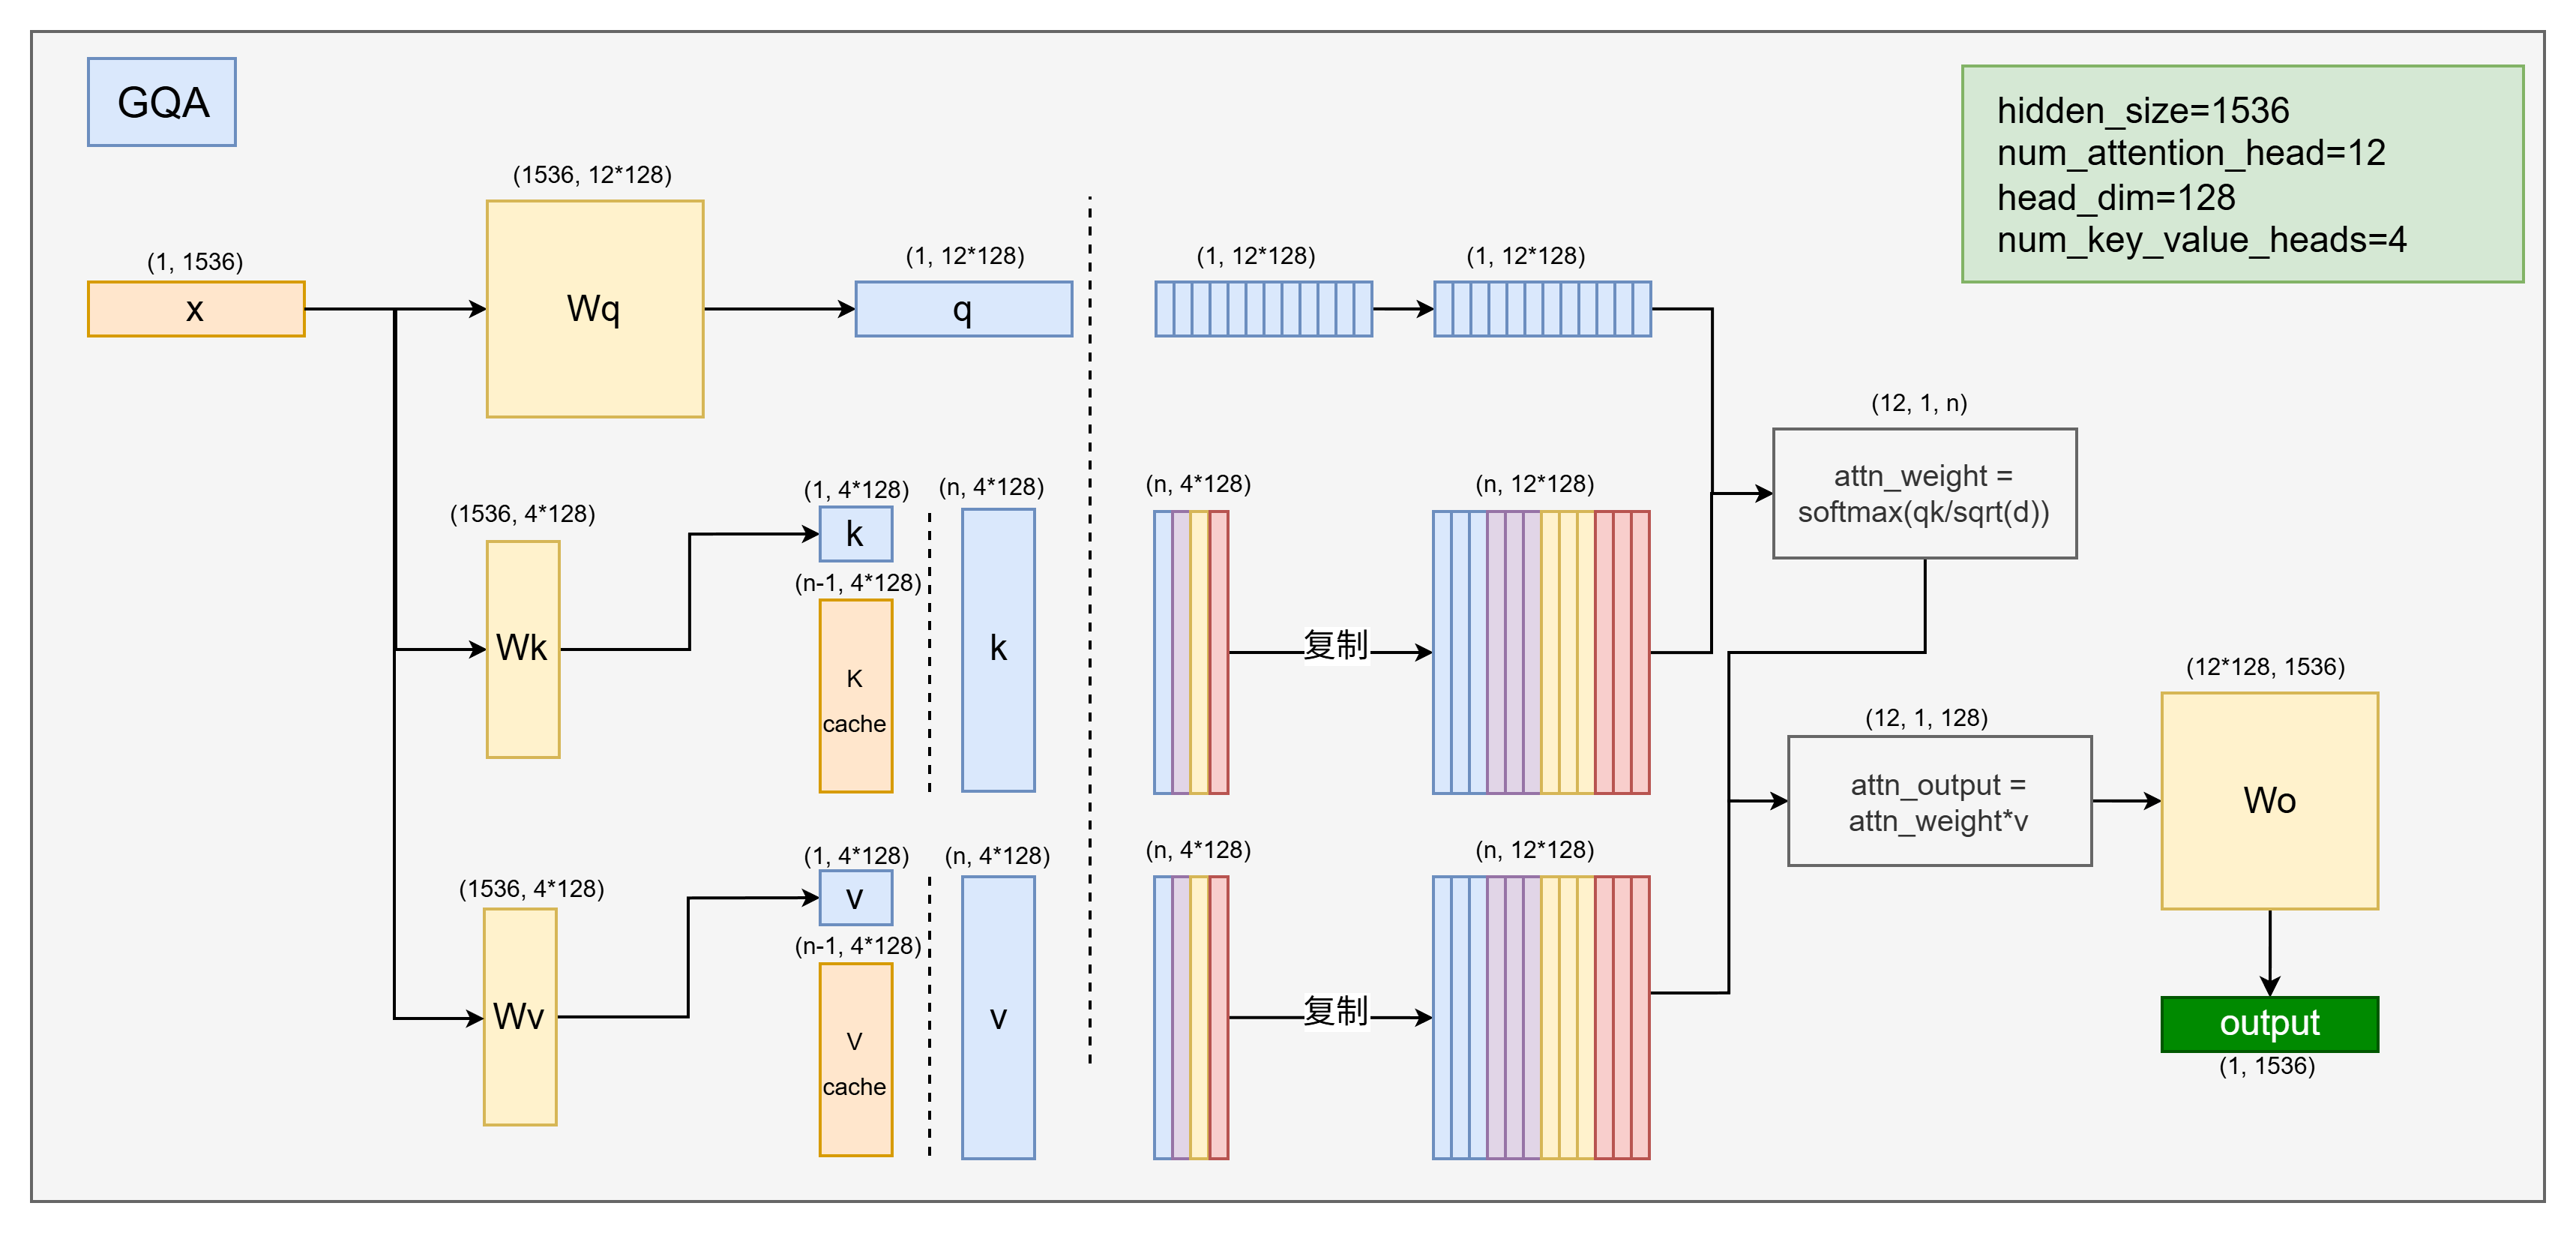 GQA
hidden_size=1536
num_attention_head=12
head_dim=128
num_key_value_heads=4
(1536, 12*128)
(1, 1536)
x
Wq
(1, 12*128)
q
(1, 12*128)
(1, 12*128)
(12, 1, n)
attn_weight =
softmax(qk/sqrt(d))
(1536, 4*128)
Wk
(1, 4*128)
k
(n-1, 4*128)
K
cache
(n, 4*128)
k
(n, 4*128)
复制
(n, 12*128)
(1536, 4*128)
Wv
(1, 4*128)
v
(n-1, 4*128)
V
cache
(n, 4*128)
v
(n, 4*128)
复制
(n, 12*128)
(12, 1, 128)
attn_output =
attn_weight*v
(12*128, 1536)
Wo
output
(1, 1536)